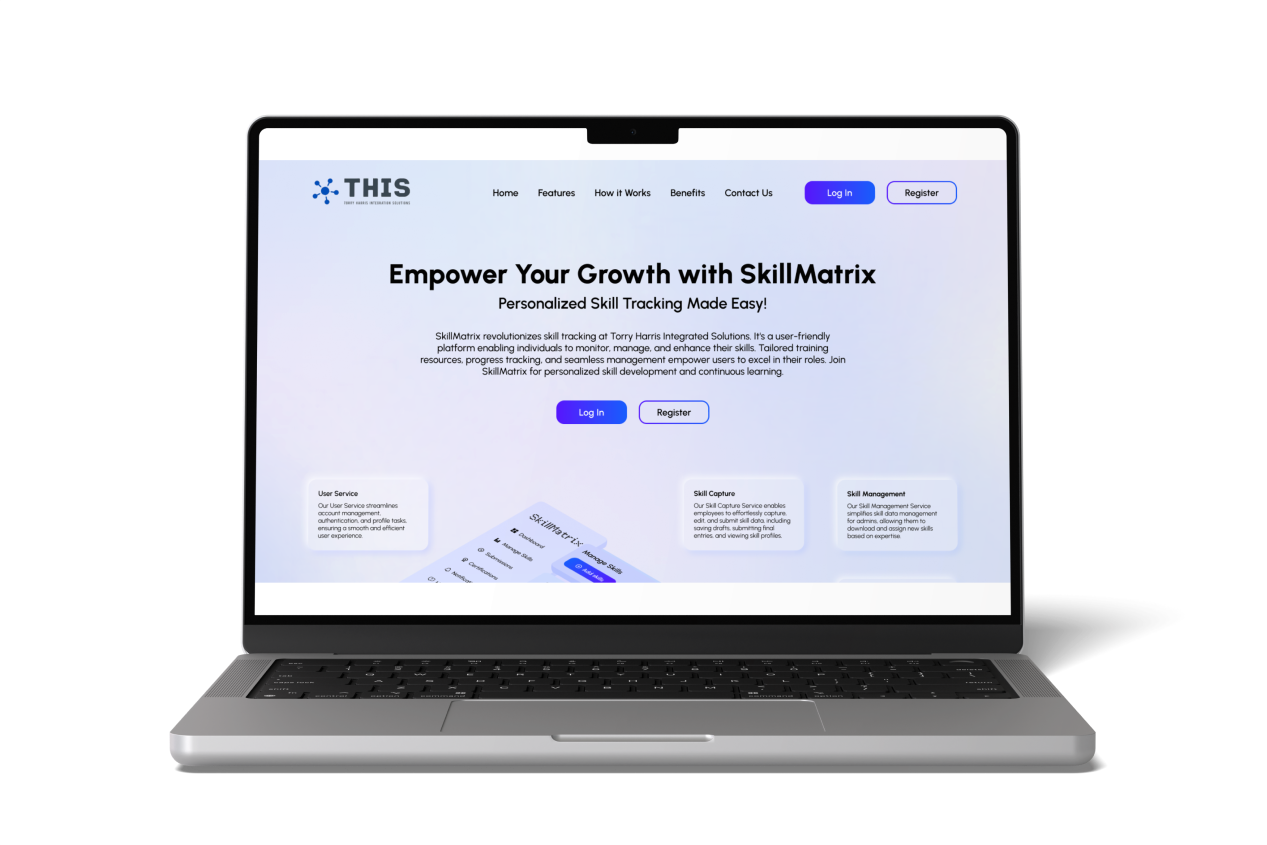 THIS
TORRY HARRIS INTEGRATION SOLUTIONS
Home
Features
How it Works
Benefits
Contact Us
Log In
Register
Empower Your Growth with SkillMatrix
Personalized Skill Tracking Made Easy!
SkillMatrix revolutionizes skill tracking at Torry Harris Integrated Solutions. It's a user-friendly
platform enabling individuals to monitor, manage, and enhance their skills. Tailored training
resources, progress tracking, and seamless management empower users to excel in their roles. Join
SkillMatrix for personalized skill development and continuous learning.
Log In
Register
User Service
Our User Service streamlines
account management,
authentication, and profile tasks,
ensuring a smooth and efficient
user experience.
SkillMatrix
Dashboard
Manage Skills
Submissions
Certifications
Manage Skills
Add skills
Skill Capture
Our Skill Capture Service enables
employees to effortlessly capture,
edit, and submit skill data, including
saving drafts, submitting final
entries, and viewing skill profiles.
Skill Management
Our Skill Management Service
simplifies skill data management
for admins, allowing them to
download and assign new skills
based on expertise.